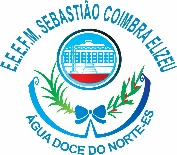 E.E.E.F.M. SEBASTIÃO COIMBRA ELIZEU
ÁGUA DOCE DO NORTE-ES